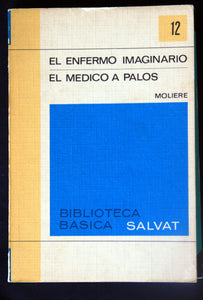 12
EL ENFERMO IMAGINARIO
EL MEDICO A PALOS
MOLIERE
BIBLIOTECA
BASICA SALVAT